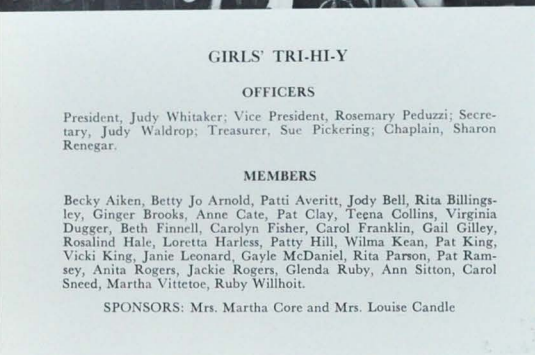 GIRLS' TRI-HI-Y
OFFICERS
President, Judy Whitaker; Vice President, Rosemary Peduzzi; Secre-
tary, Judy Waldrop; Treasurer, Sue Pickering; Chaplain, Sharon
Renegar.
MEMBERS
Becky Aiken, Betty Jo Arnold, Patti Averitt, Jody Bell, Rita Billings-
ley, Ginger Brooks, Anne Cate, Pat Clay, Teena Collins, Virginia
Dugger, Beth Finnell, Carolyn Fisher, Carol Franklin, Gail Gilley,
Rosalind Hale, Loretta Harless, Patty Hill, Wilma Kean, Pat King,
Vicki King, Janie Leonard, Gayle McDaniel, Rita Parson, Pat Ram-
sey, Anita Rogers, Jackie Rogers, Glenda Ruby, Ann Sitton, Carol
Sneed, Martha Vittetoe, Ruby Willhoit.
SPONSORS: Mrs. Martha Core and Mrs. Louise Candle